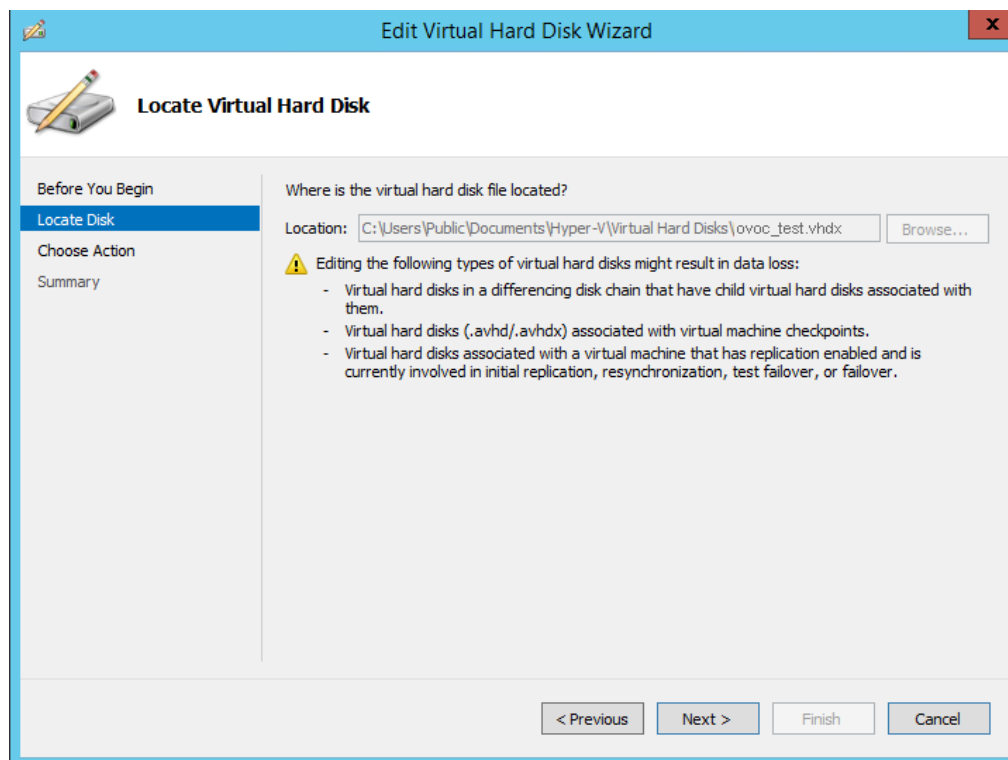 Edit Virtual Hard Disk Wizard
x
Locate Virtual Hard Disk
Before You Begin
Locate Disk
Choose Action
Summary
Where is the virtual hard disk file located?
Location: C:\Users\Public\Documents\Hyper-V\Virtual Hard Disks\ovoc_test.vhdx Browse...
Editing the following types of virtual hard disks might result in data loss:
- Virtual hard disks in a differencing disk chain that have child virtual hard disks associated with
them.
- Virtual hard disks (.avhd/.avhdx) associated with virtual machine checkpoints.
- Virtual hard disks associated with a virtual machine that has replication enabled and is
currently involved in initial replication, resynchronization, test failover, or failover.
< Previous Next > Finish Cancel